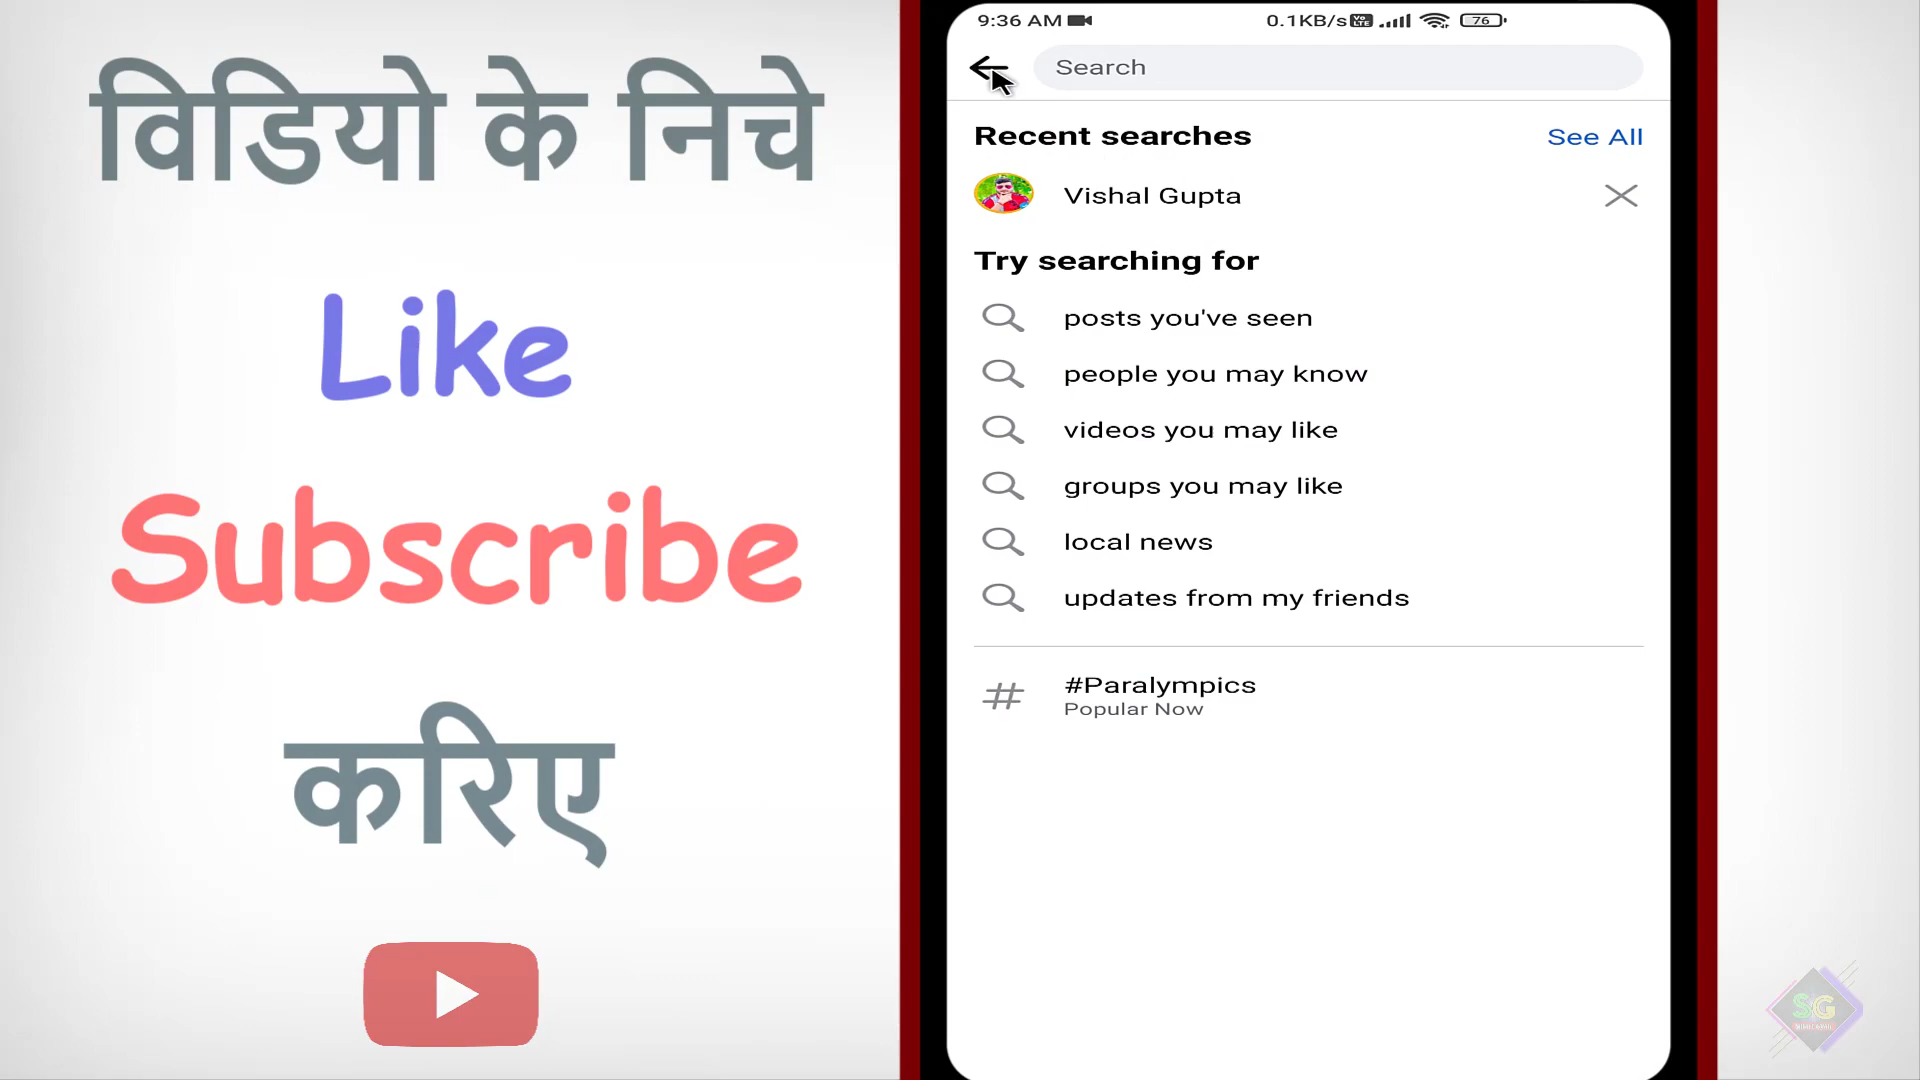 विडियो के निचे
Like
Subscribe
करिए
9:36 AM
0.1KB/s
Vo LTE
76
Search
Recent searches
See All
Vishal Gupta
Try searching for
posts you've seen
people you may know
videos you may like
groups you may like
local news
updates from my friends
#Paralympics
Popular Now
SG